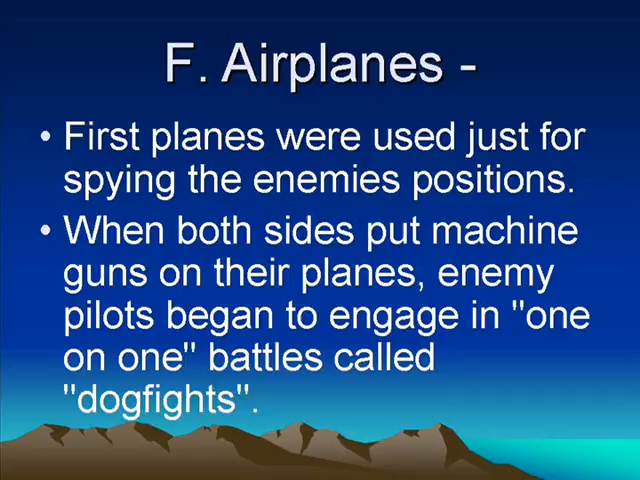 F. Airplanes -
• First planes were used just for
spying the enemies positions.
• When both sides put machine
guns on their planes, enemy
pilots began to engage in "one
on one" battles called
"dogfights".